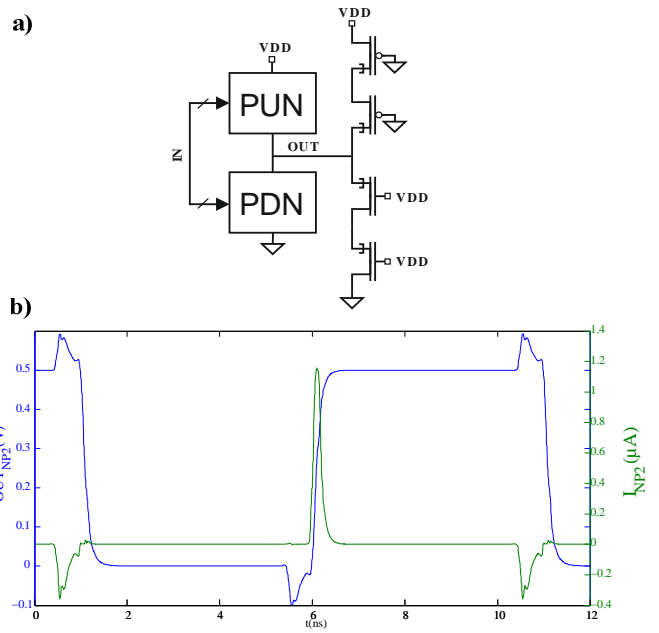 a)
VDD
VDD
PUN
OUT
IN
PDN
VDD
VDD
b)
1.4
1.2
1
0.8
0.6
0.4
0.2
0
−0.2
−0.4
0.5
0.4
0.3
0.2
0.1
0
−0.1
OUT_NP2(V)
I_NP2(μA)
0 2 4 6 8 10 12
t(ns)